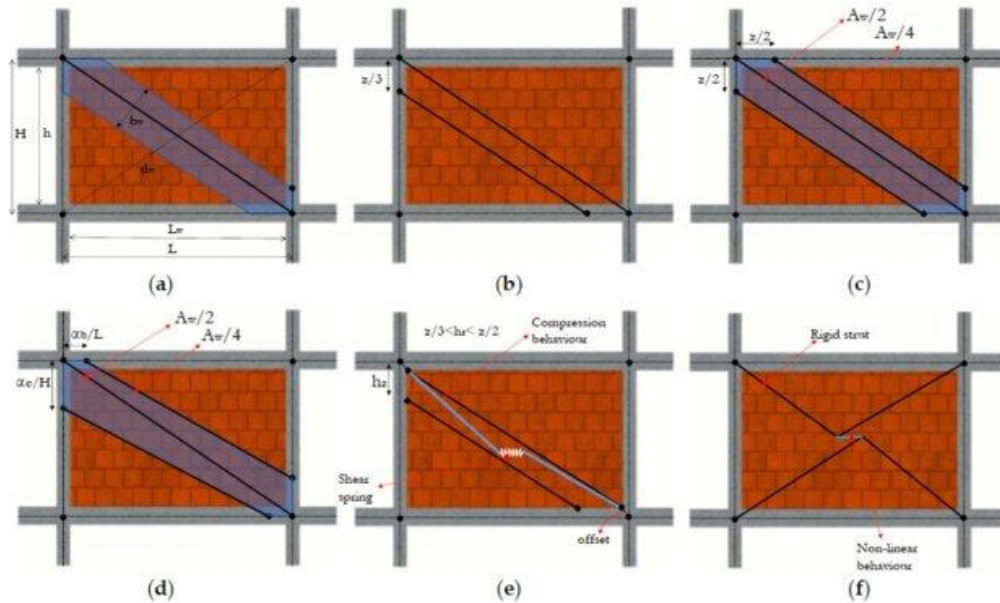 H
h
bw
dw
Lw
L
(a)
z/3
(b)
z/2
z/2
Aw/2
Aw/4
(c)
αb/L
αc/H
Aw/2
Aw/4
(d)
z/3<hz< z/2
Compression
behaviour
hz
Shear
spring
offset
(e)
Rigid strut
Non-linear
behaviour
(f)